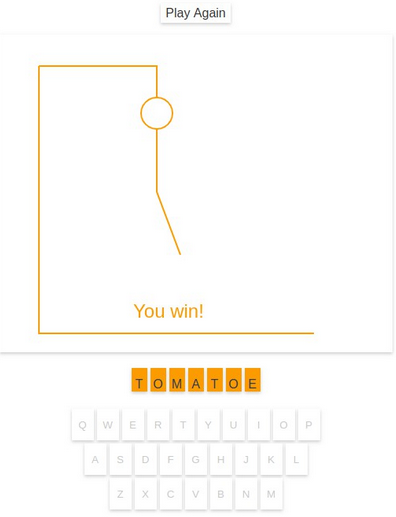 Play Again
You win!
T O M A T O E
Q W E R T Y U I O P
A S D F G H J K L
Z X C V B N M